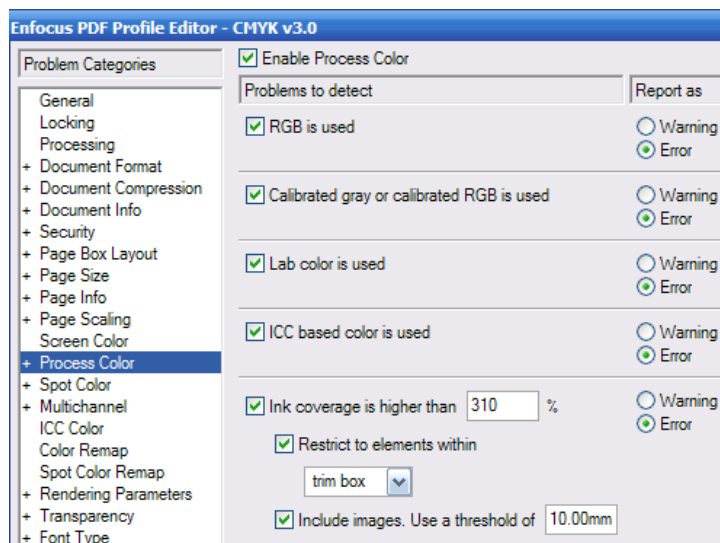 Enfocus PDF Profile Editor - CMYK v3.0
Problem Categories
General
Locking
Processing
+ Document Format
+ Document Compression
+ Document Info
+ Security
+ Page Box Layout
+ Page Size
+ Page Info
+ Page Scaling
Screen Color
+ Process Color
+ Spot Color
+ Multichannel
ICC Color
Color Remap
Spot Color Remap
+ Rendering Parameters
+ Transparency
+ Font Type
Enable Process Color
Problems to detect
Report as
RGB is used
Warning
Error
Calibrated gray or calibrated RGB is used
Warning
Error
Lab color is used
Warning
Error
ICC based color is used
Warning
Error
Ink coverage is higher than 310 %
Warning
Error
Restrict to elements within
trim box
Include images. Use a threshold of 10.00mm